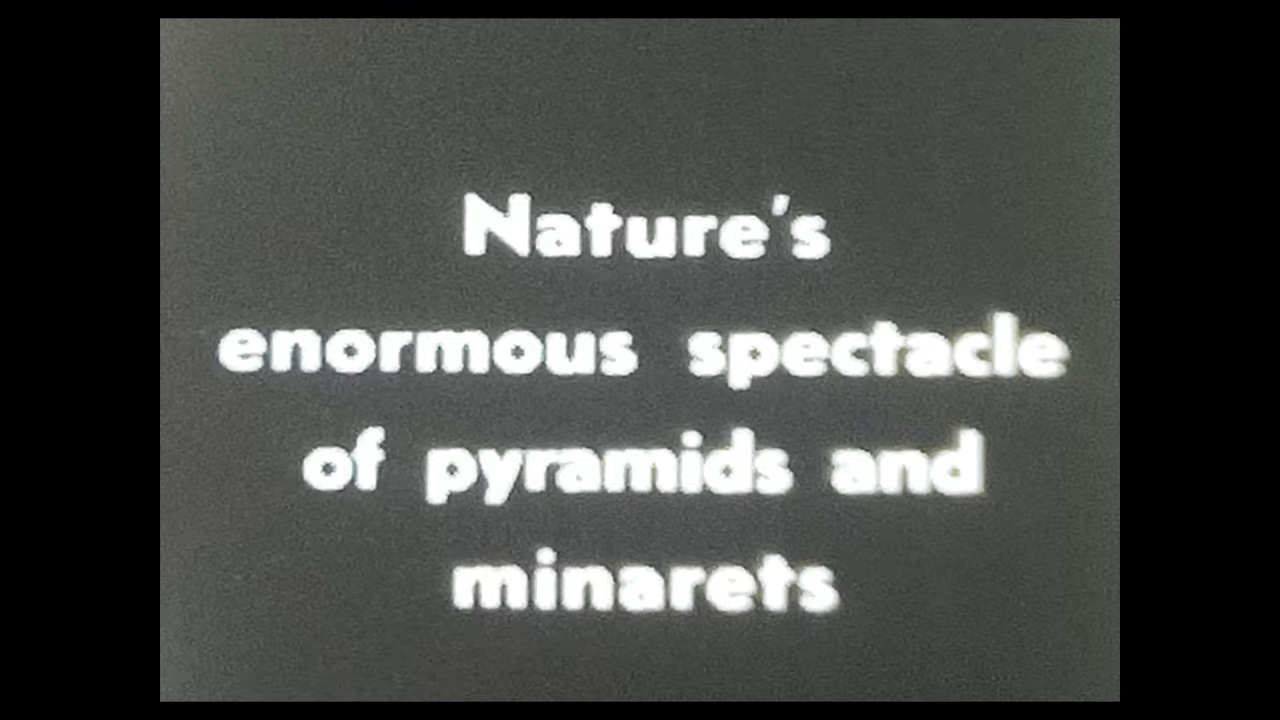 Nature's
enormous spectacle
of pyramids and
minarets